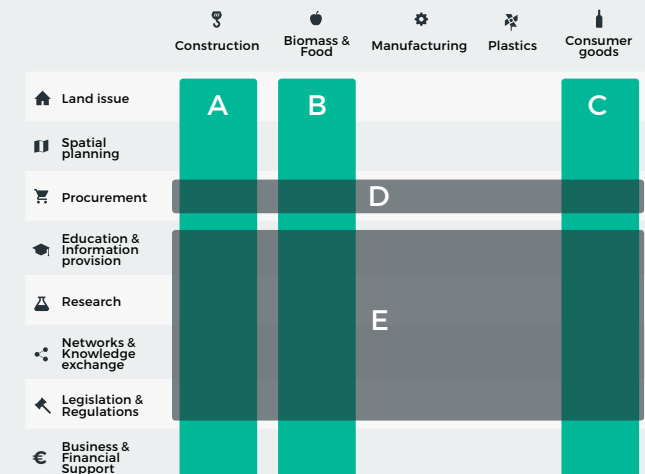 Construction
Biomass &
Food
Manufacturing
Plastics
Consumer
goods
A
B
C
Land issue
Spatial
planning
Procurement
D
Education &
Information
provision
Research
E
Networks &
Knowledge
exchange
Legislation &
Regulations
€
Business &
Financial
Support